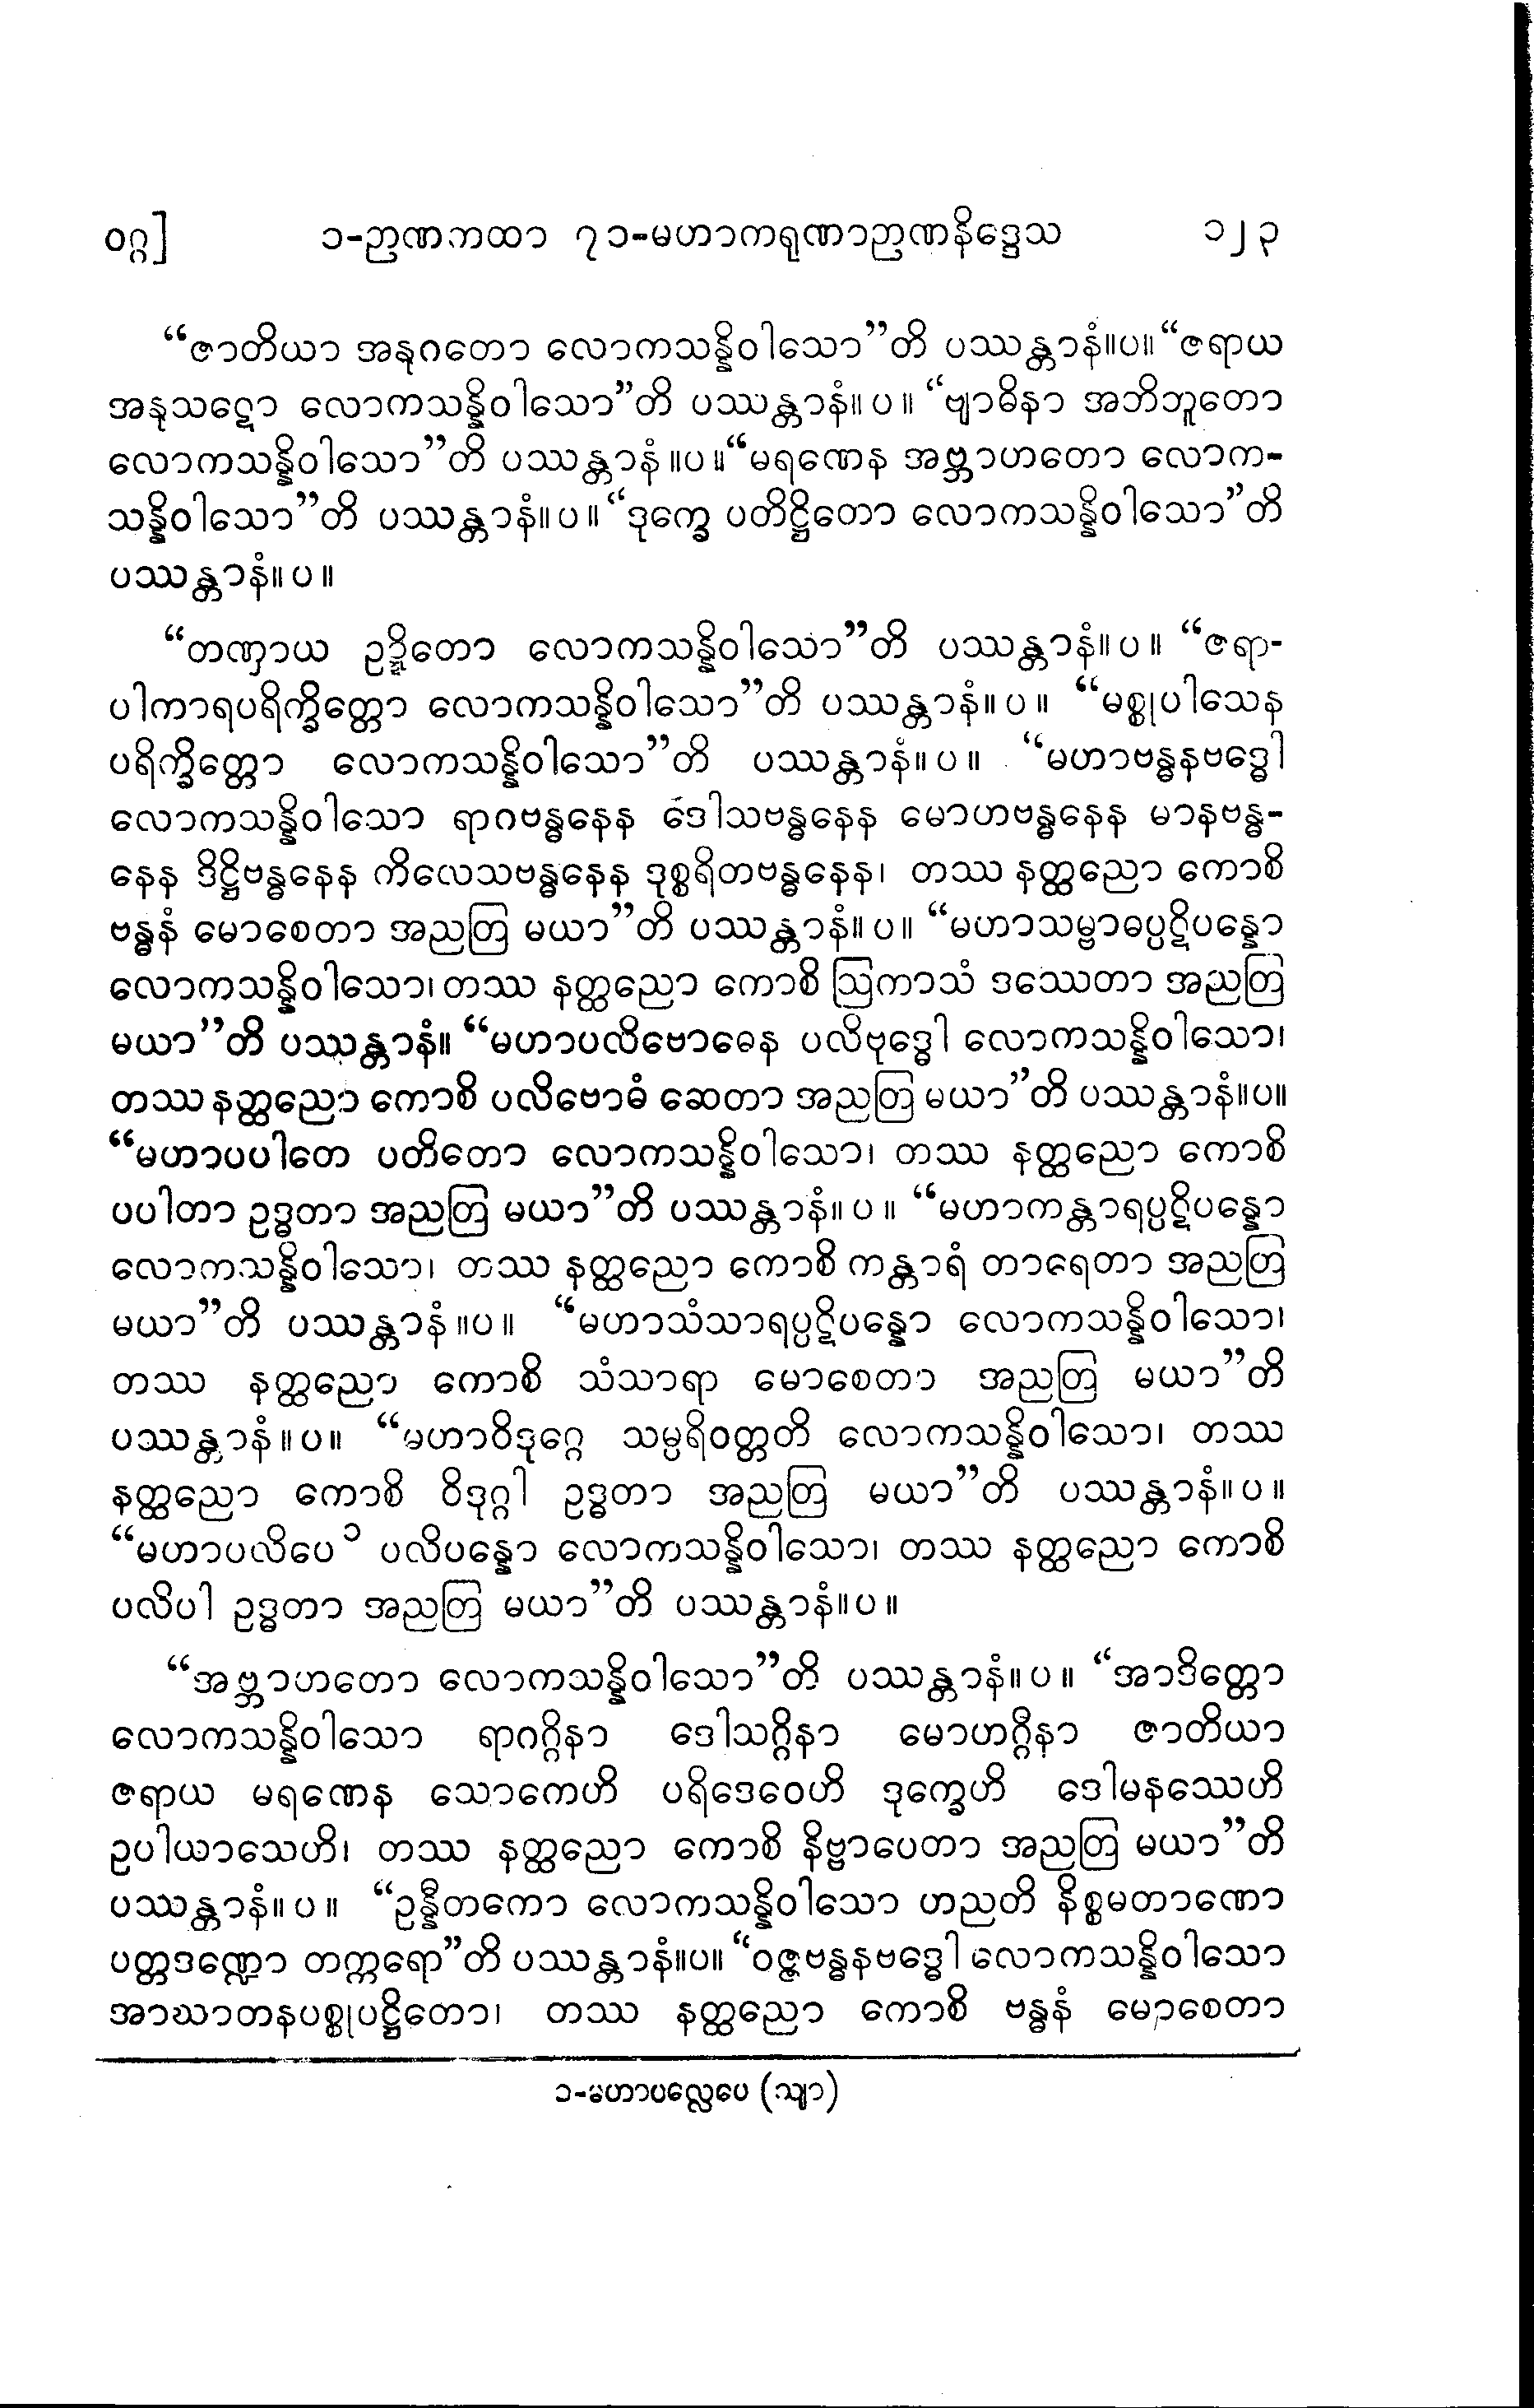 ဝဂ္ဂ] ၁-ဉာဏကထာ ၇၁-မဟာကရုဏာဉာဏနိဒ္ဒေသ ၁၂၃
“ဇာတိယာ အနုဂတော လောကသန္နိဝါသော”တိ ပဿန္တာနံ။ပ။ “ဇရာယ
အနုသဋော လောကသန္နိဝါသော”တိ ပဿန္တာနံ။ ပ ။ “ဗျာဓိနာ အဘိဘူတော
လောကသန္နိဝါသော”တိ ပဿန္တာနံ ။ပ ။ “မရဏေန အဗ္ဘာဟတော လောက-
သန္နိဝါသော”တိ ပဿန္တာနံ။ ပ ။ “ဒုက္ခေ ပတိဋ္ဌိတော လောကသန္နိဝါသော”တိ
ပဿန္တာနံ။ ပ ။
“တဏှာယ ဥဍ္ဍိတော လောကသန္နိဝါသော”တိ ပဿန္တာနံ။ ပ ။ “ဇရာ-
ပါကာရပရိက္ခိတ္တော လောကသန္နိဝါသော”တိ ပဿန္တာနံ။ ပ ။ “မစ္စုပါသေန
ပရိက္ခိတ္တော လောကသန္နိဝါသော”တိ ပဿန္တာနံ။ ပ ။ “မဟာဗန္ဓနဗဒ္ဓေါ
လောကသန္နိဝါသော ရာဂဗန္ဓနေန ဒေါသဗန္ဓနေန မောဟဗန္ဓနေန မာနဗန္ဓ-
နေန ဒိဋ္ဌိဗန္ဓနေန ကိလေသဗန္ဓနေန ဒုစ္စရိတဗန္ဓနေန၊ တဿ နတ္ထညော ကောစိ
ဗန္ဓနံ မောစေတာ အညတြ မယာ”တိ ပဿန္တာနံ။ ပ ။ “မဟာသမ္ဗာဓပ္ပဋိပန္နော
လောကသန္နိဝါသော၊ တဿ နတ္ထညော ကောစိ ဩကာသံ ဒဿေတာ အညတြ
မယာ”တိ ပဿန္တာနံ။ “မဟာပလိဗောဓေန ပလိဗုဒ္ဓေါ လောကသန္နိဝါသော၊
တဿ နတ္ထညော ကောစိ ပလိဗောဓံ ဆေတာ အညတြ မယာ”တိ ပဿန္တာနံ။ပ။
“မဟာပပါတေ ပတိတော လောကသန္နိဝါသော၊ တဿ နတ္ထညော ကောစိ
ပပါတာ ဥဒ္ဓတာ အညတြ မယာ”တိ ပဿန္တာနံ။ ပ ။ “မဟာကန္တာရပ္ပဋိပန္နော
လောကသန္နိဝါသော၊ တဿ နတ္ထညော ကောစိ ကန္တာရံ တာရေတာ အညတြ
မယာ”တိ ပဿန္တာနံ ။ပ။ “မဟာသံသာရပ္ပဋိပန္နော လောကသန္နိဝါသော၊
တဿ နတ္ထညော ကောစိ သံသာရာ မောစေတာ အညတြ မယာ”တိ
ပဿန္တာနံ ။ပ။ “မဟာဝိဒုဂ္ဂေ သမ္ပရိဝတ္တတိ လောကသန္နိဝါသော၊ တဿ
နတ္ထညော ကောစိ ဝိဒုဂ္ဂါ ဥဒ္ဓတာ အညတြ မယာ”တိ ပဿန္တာနံ။ ပ ။
“မဟာပလိပေ ၁ ပလိပန္နော လောကသန္နိဝါသော၊ တဿ နတ္ထညော ကောစိ
ပလိပါ ဥဒ္ဓတာ အညတြ မယာ”တိ ပဿန္တာနံ။ပ ။
“အဗ္ဘာဟတော လောကသန္နိဝါသော”တိ ပဿန္တာနံ။ ပ ။ “အာဒိတ္တော
လောကသန္နိဝါသော ရာဂဂ္ဂိနာ ဒေါသဂ္ဂိနာ မောဟဂ္ဂိနာ ဇာတိယာ
ဇရာယ မရဏေန သောကေဟိ ပရိဒေဝေဟိ ဒုက္ခေဟိ ဒေါမနဿေဟိ
ဥပါယာသေဟိ၊ တဿ နတ္ထညော ကောစိ နိဗ္ဗာပေတာ အညတြ မယာ”တိ
ပဿန္တာနံ။ ပ ။ “ဥန္နီတကော လောကသန္နိဝါသော ဟညတိ နိစ္စမတာဏော
ပတ္တဒဏ္ဍော တက္ကရော”တိ ပဿန္တာနံ။ပ။ “ဝဇ္ဇဗန္ဓနဗဒ္ဓေါ လောကသန္နိဝါသော
အာဃာတနပစ္စုပဋ္ဌိတော၊ တဿ နတ္ထညော ကောစိ ဗန္ဓနံ မောစေတာ
၁-မဟာပလ္လေပေ (သျာ)